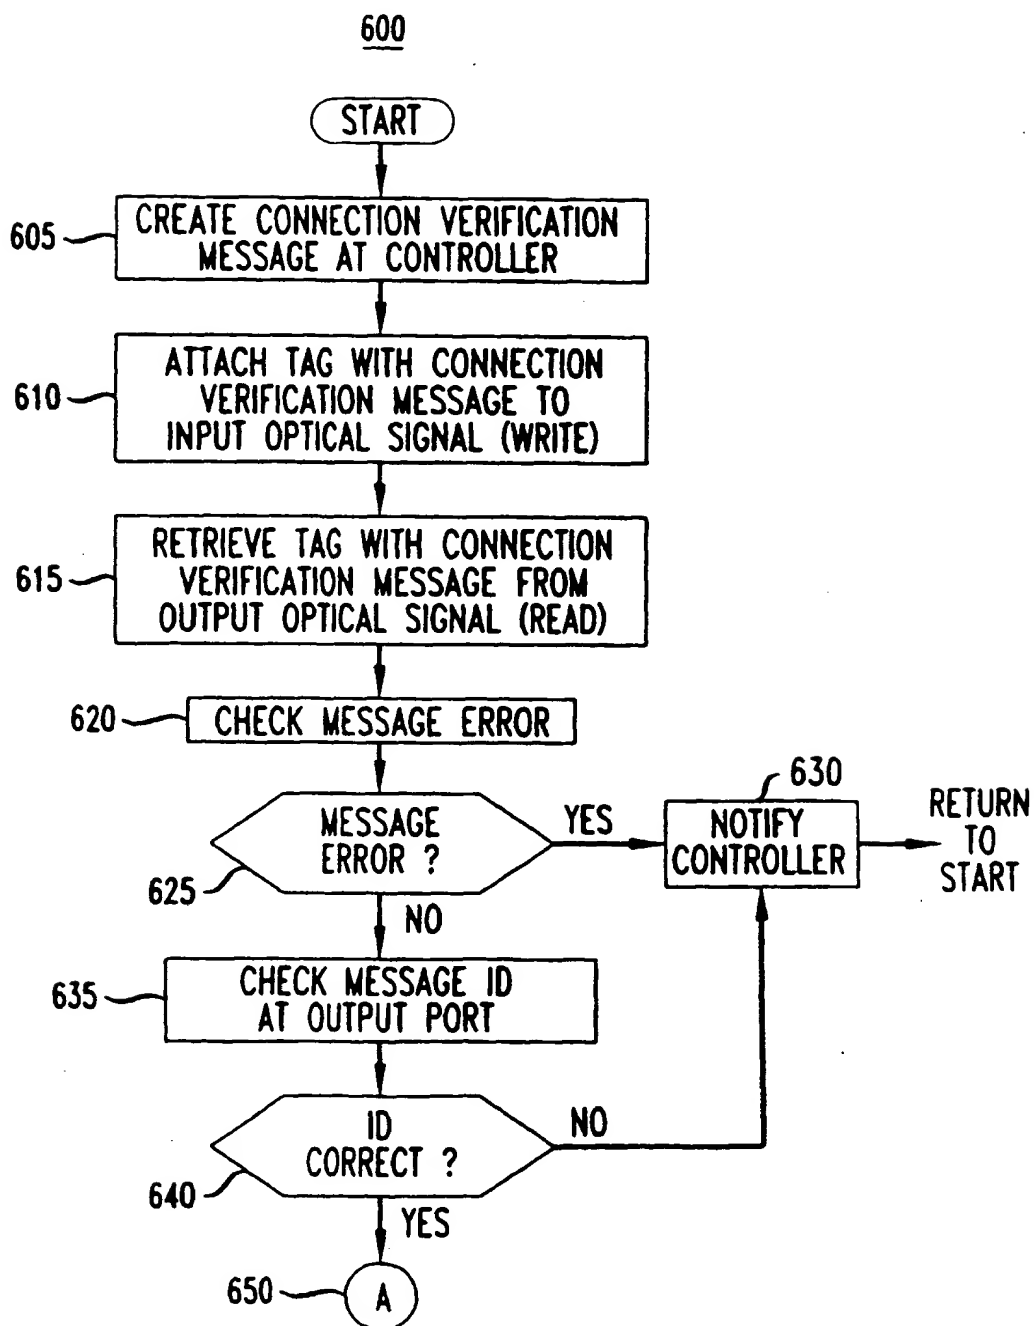 600
START
605
CREATE CONNECTION VERIFICATION
MESSAGE AT CONTROLLER
610
ATTACH TAG WITH CONNECTION
VERIFICATION MESSAGE TO
INPUT OPTICAL SIGNAL (WRITE)
615
RETRIEVE TAG WITH CONNECTION
VERIFICATION MESSAGE FROM
OUTPUT OPTICAL SIGNAL (READ)
620
CHECK MESSAGE ERROR
625
MESSAGE
ERROR ?
YES
630
NOTIFY
CONTROLLER
RETURN
TO
START
NO
635
CHECK MESSAGE ID
AT OUTPUT PORT
640
ID
CORRECT ?
NO
YES
650
A